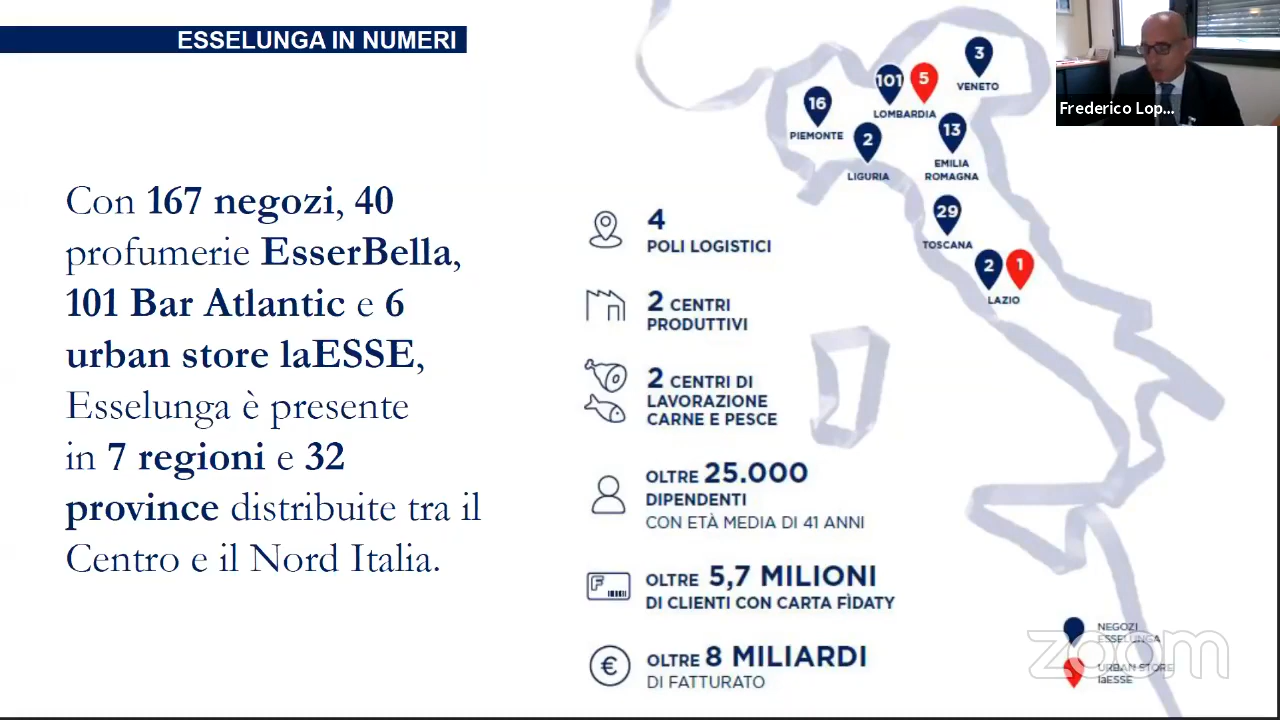 ESSELUNGA IN NUMERI
Con 167 negozi, 40
profumerie EsserBella,
101 Bar Atlantic e 6
urban store laESSE,
Esselunga è presente
in 7 regioni e 32
province distribuite tra il
Centro e il Nord Italia.
4
POLI LOGISTICI
2 CENTRI
PRODUTTIVI
2 CENTRI DI
LAVORAZIONE
CARNE E PESCE
OLTRE 25.000
DIPENDENTI
CON ETÀ MEDIA DI 41 ANNI
F
OLTRE 5,7 MILIONI
DI CLIENTI CON CARTA FÌDATY
€
OLTRE 8 MILIARDI
DI FATTURATO
3
VENETO
101
5
LOMBARDIA
16
PIEMONTE
2
LIGURIA
13
EMILIA
ROMAGNA
29
TOSCANA
2
1
LAZIO
NEGOZI
ESSELUNGA
URBAN STORE
laESSE
zoom
Frederico Lop...